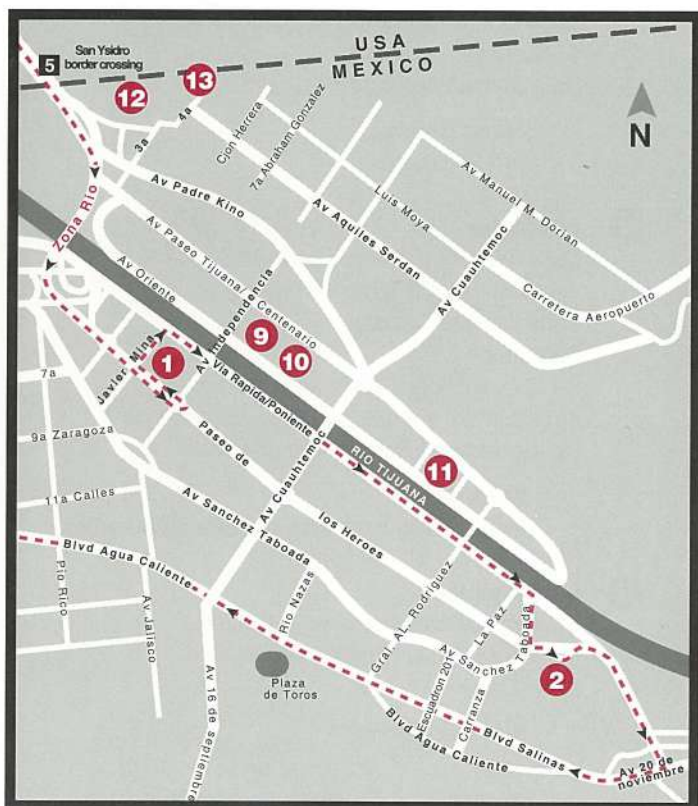 USA
San Ysidro
border crossing
5
MEXICO
12
13
N
3a
4a
Cjon Herrera
7a Abraham Gonzalez
Luis Moya
Av Manuel M. Dorian
Zona Rio
Av Padre Kino
Av Aquiles Serdan
Av Paseo Tijuana/
Centenario
Av Cuauhtemoc
Carretera Aeropuerto
Av Oriente
Av Independencia
9
10
1
Javier Mina
7a
Via Rapida/Poniente
9a Zaragoza
Paseo de
los Heroes
Av Cuauhtemoc
RIO TIJUANA
11
11a Calles
Av Sanchez Taboada
Blvd Agua Caliente
Pio Rico
Av Jalisco
Rio Nazas
Gral. AL. Rodriguez
La Paz
Av Sanchez Taboada
2
Plaza
de Toros
Escuadron 201
Carranza
Av 16 de septiembre
Blvd Agua Caliente
Blvd Salinas
Av 20 de
noviembre